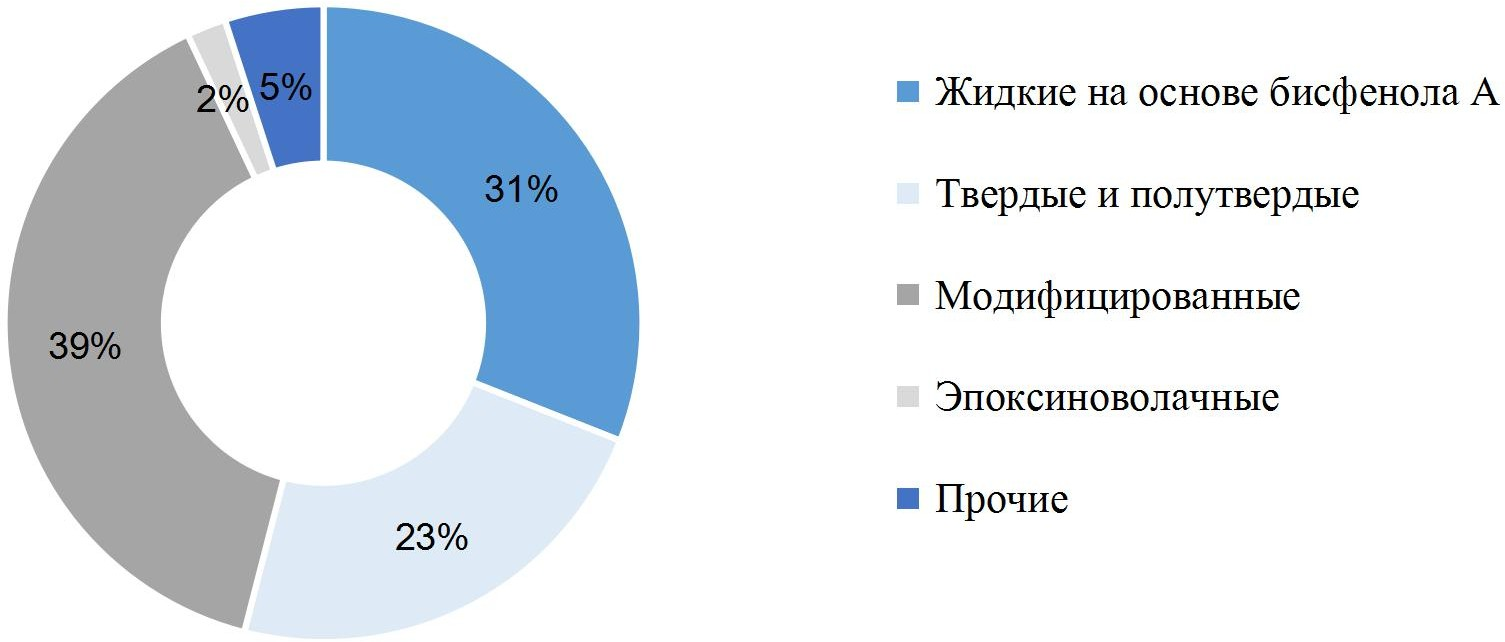 5%
2%
31%
39%
23%
Жидкие на основе бисфенола А
Твердые и полутвердые
Модифицированные
Эпоксиноволачные
Прочие